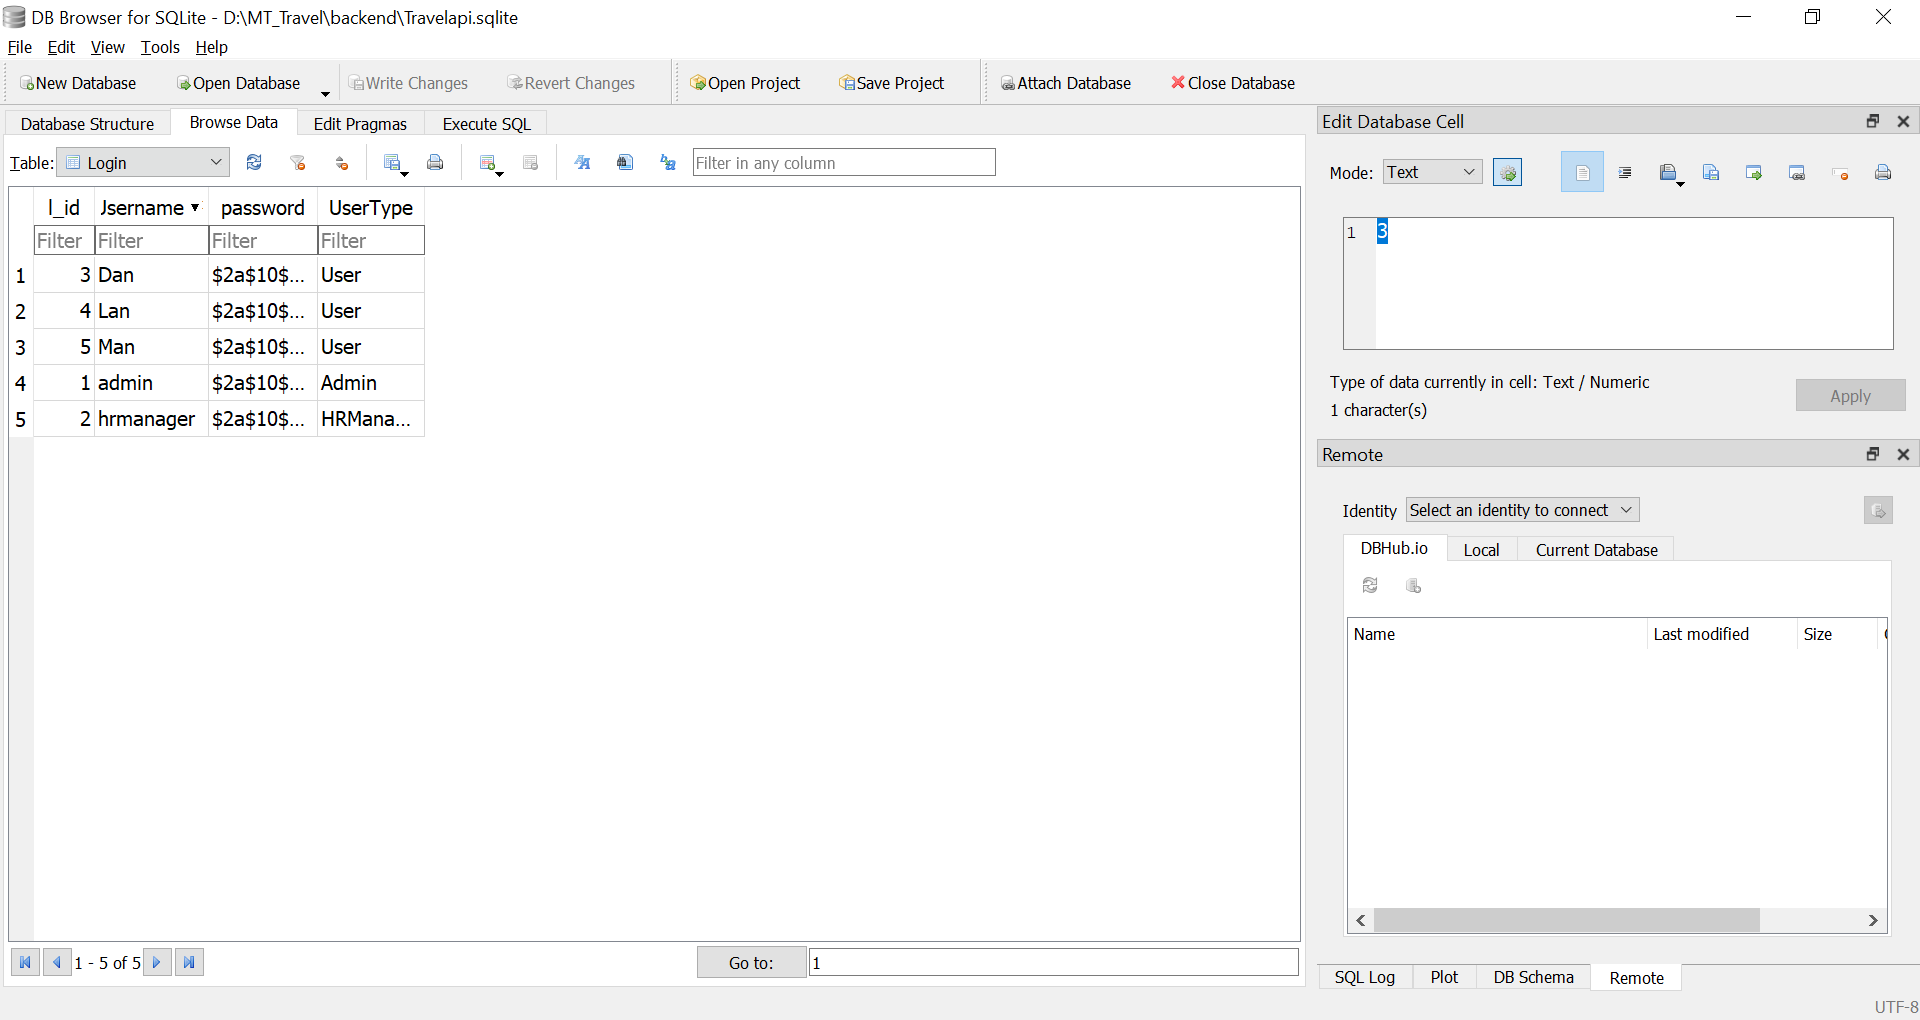 DB Browser for SQLite - D:\MT_Travel\backend\Travelapi.sqlite
File Edit View Tools Help
New Database Open Database Write Changes Revert Changes Open Project Save Project Attach Database Close Database
Database Structure Browse Data Edit Pragmas Execute SQL
Table: Login Filter in any column
l_id Jsername password UserType
Filter Filter Filter Filter
1 3 Dan $2a$10$... User
2 4 Lan $2a$10$... User
3 5 Man $2a$10$... User
4 1 admin $2a$10$... Admin
5 2 hrmanager $2a$10$... HRMana...
1 - 5 of 5 Go to: 1
Edit Database Cell
Mode: Text
1 3
Type of data currently in cell: Text / Numeric
1 character(s)
Apply
Remote
Identity Select an identity to connect
DBHub.io Local Current Database
Name Last modified Size
SQL Log Plot DB Schema Remote
UTF-8